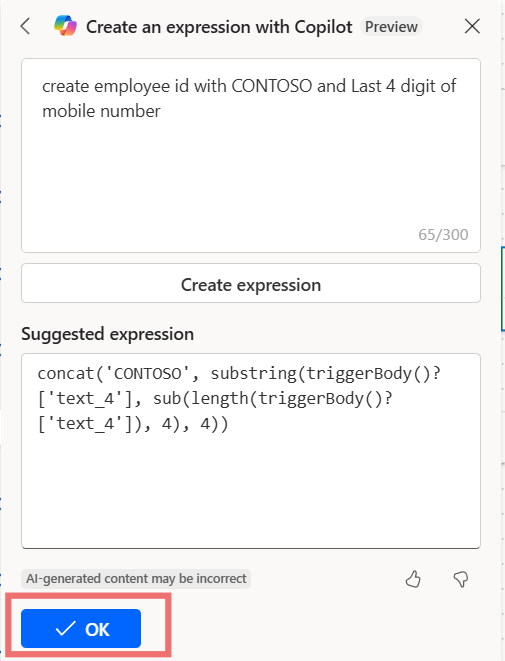 Create an expression with Copilot Preview
create employee id with CONTOSO and Last 4 digit of
mobile number
65/300
Create expression
Suggested expression
concat('CONTOSO', substring(triggerBody()?
['text_4'], sub(length(triggerBody()?
['text_4']), 4), 4))
AI-generated content may be incorrect
OK